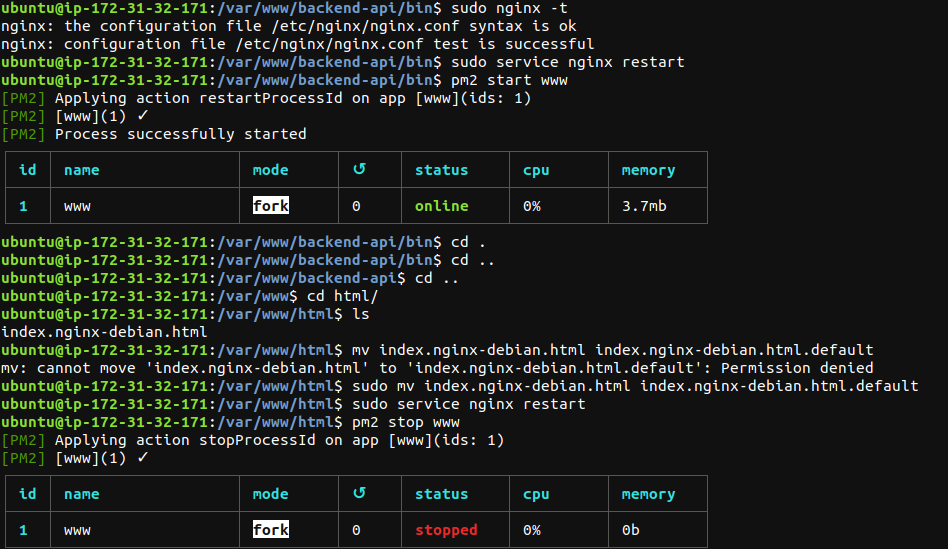 ubuntu@ip-172-31-32-171:/var/www/backend-api/bin$ sudo nginx -t
nginx: the configuration file /etc/nginx/nginx.conf syntax is ok
nginx: configuration file /etc/nginx/nginx.conf test is successful
ubuntu@ip-172-31-32-171:/var/www/backend-api/bin$ sudo service nginx restart
ubuntu@ip-172-31-32-171:/var/www/backend-api/bin$ pm2 start www
[PM2] Applying action restartProcessId on app [www](ids: 1)
[PM2] [www](1) ✓
[PM2] Process successfully started
id name mode ↺ status cpu memory
1 www fork 0 online 0% 3.7mb
ubuntu@ip-172-31-32-171:/var/www/backend-api/bin$ cd .
ubuntu@ip-172-31-32-171:/var/www/backend-api/bin$ cd ..
ubuntu@ip-172-31-32-171:/var/www/backend-api$ cd ..
ubuntu@ip-172-31-32-171:/var/www$ cd html/
ubuntu@ip-172-31-32-171:/var/www/html$ ls
index.nginx-debian.html
ubuntu@ip-172-31-32-171:/var/www/html$ mv index.nginx-debian.html index.nginx-debian.html.default
mv: cannot move 'index.nginx-debian.html' to 'index.nginx-debian.html.default': Permission denied
ubuntu@ip-172-31-32-171:/var/www/html$ sudo mv index.nginx-debian.html index.nginx-debian.html.default
ubuntu@ip-172-31-32-171:/var/www/html$ sudo service nginx restart
ubuntu@ip-172-31-32-171:/var/www/html$ pm2 stop www
[PM2] Applying action stopProcessId on app [www](ids: 1)
[PM2] [www](1) ✓
id name mode ↺ status cpu memory
1 www fork 0 stopped 0% 0b